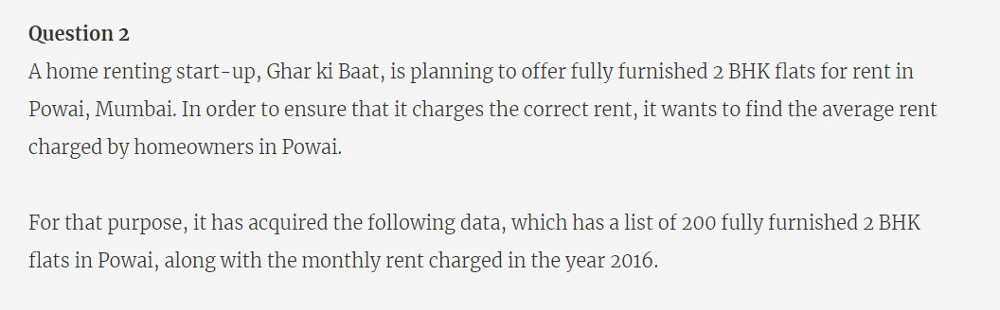 Question 2
A home renting start-up, Ghar ki Baat, is planning to offer fully furnished 2 BHK flats for rent in
Powai, Mumbai. In order to ensure that it charges the correct rent, it wants to find the average rent
charged by homeowners in Powai.
For that purpose, it has acquired the following data, which has a list of 200 fully furnished 2 BHK
flats in Powai, along with the monthly rent charged in the year 2016.